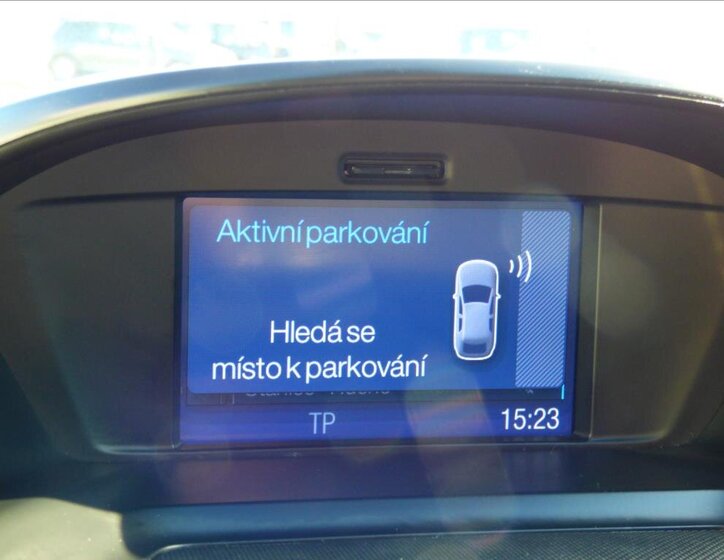 Aktivní parkování
Hledá se
místo k parkování
TP
15:23